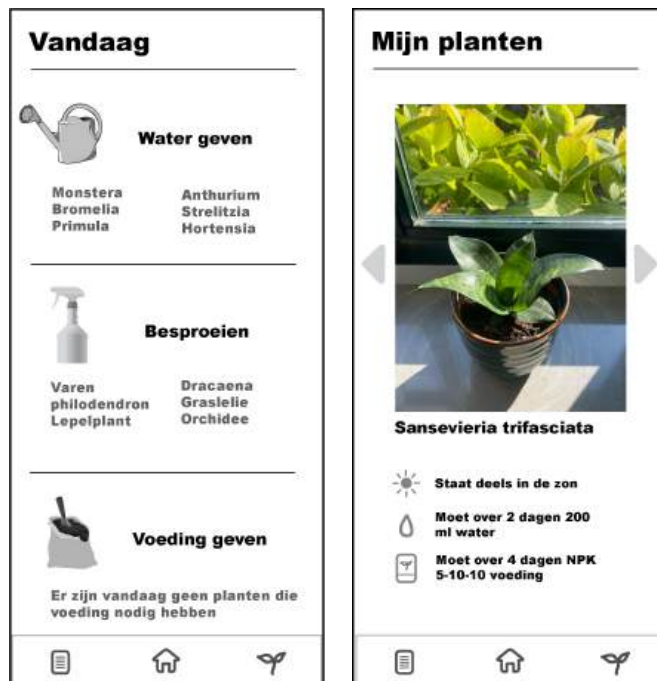 Vandaag
Water geven
Monstera
Bromelia
Primula
Anthurium
Strelitzia
Hortensia
Besproeien
Varen
philodendron
Lepelplant
Dracaena
Graslelie
Orchidee
Voeding geven
Er zijn vandaag geen planten die
voeding nodig hebben
Mijn planten
Sansevieria trifasciata
Staat deels in de zon
Moet over 2 dagen 200
ml water
Moet over 4 dagen NPK
5-10-10 voeding